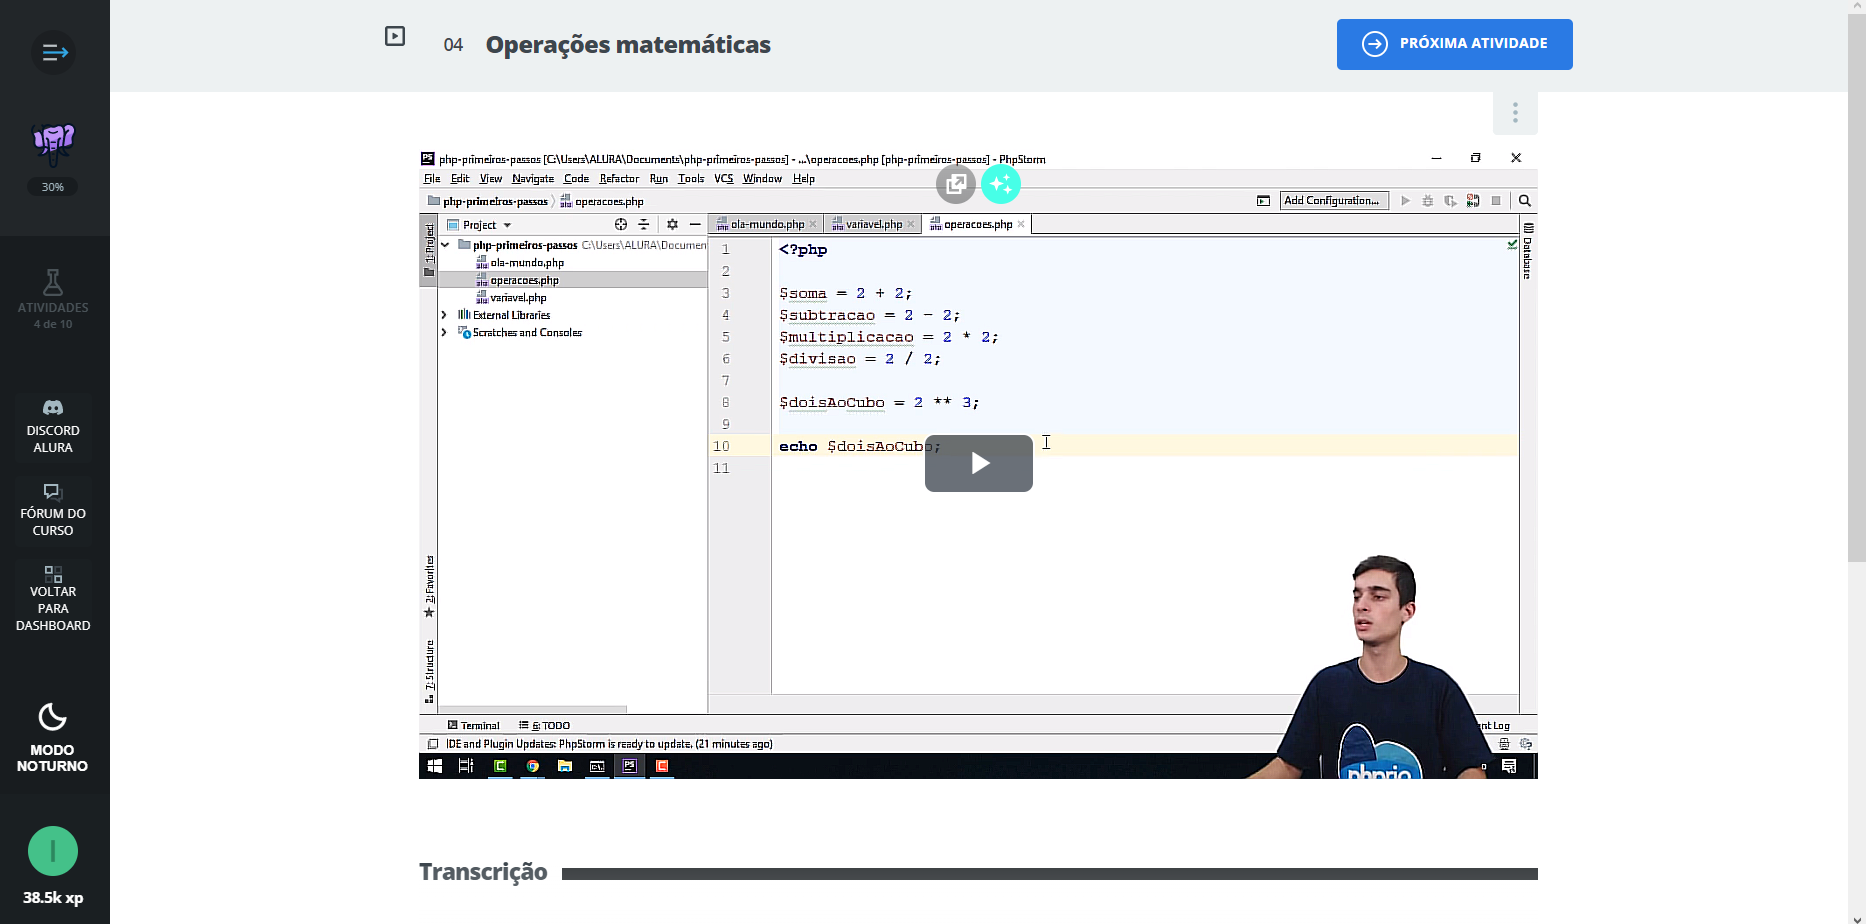 04 Operações matemáticas
PRÓXIMA ATIVIDADE
30%
ATIVIDADES
4 de 10
DISCORD
ALURA
FÓRUM DO
CURSO
VOLTAR
PARA
DASHBOARD
MODO
NOTURNO
38.5k xp
PS php-primeiros-passos [C:\Users\ALURA\Documents\php-primeiros-passos] - ...\operacoes.php [php-primeiros-passos] - PhpStorm
File Edit View Navigate Code Refactor Run Tools VCS Window Help
php-primeiros-passos operacoes.php
Add Configuration...
1: Project
Project
ola-mundo.php variavel.php operacoes.php
php-primeiros-passos C:\Users\ALURA\Documen
ola-mundo.php
operacoes.php
variavel.php
External Libraries
Scratches and Consoles
1 <?php
2
3 $soma = 2 + 2;
4 $subtracao = 2 - 2;
5 $multiplicacao = 2 * 2;
6 $divisao = 2 / 2;
7
8 $doisAoCubo = 2 ** 3;
9
10 echo $doisAoCubo;
11
Database
2: Favorites
7: Structure
Terminal 6: TODO
nt Log
IDE and Plugin Updates: PhpStorm is ready to update. (21 minutes ago)
PS
phprio
Transcrição